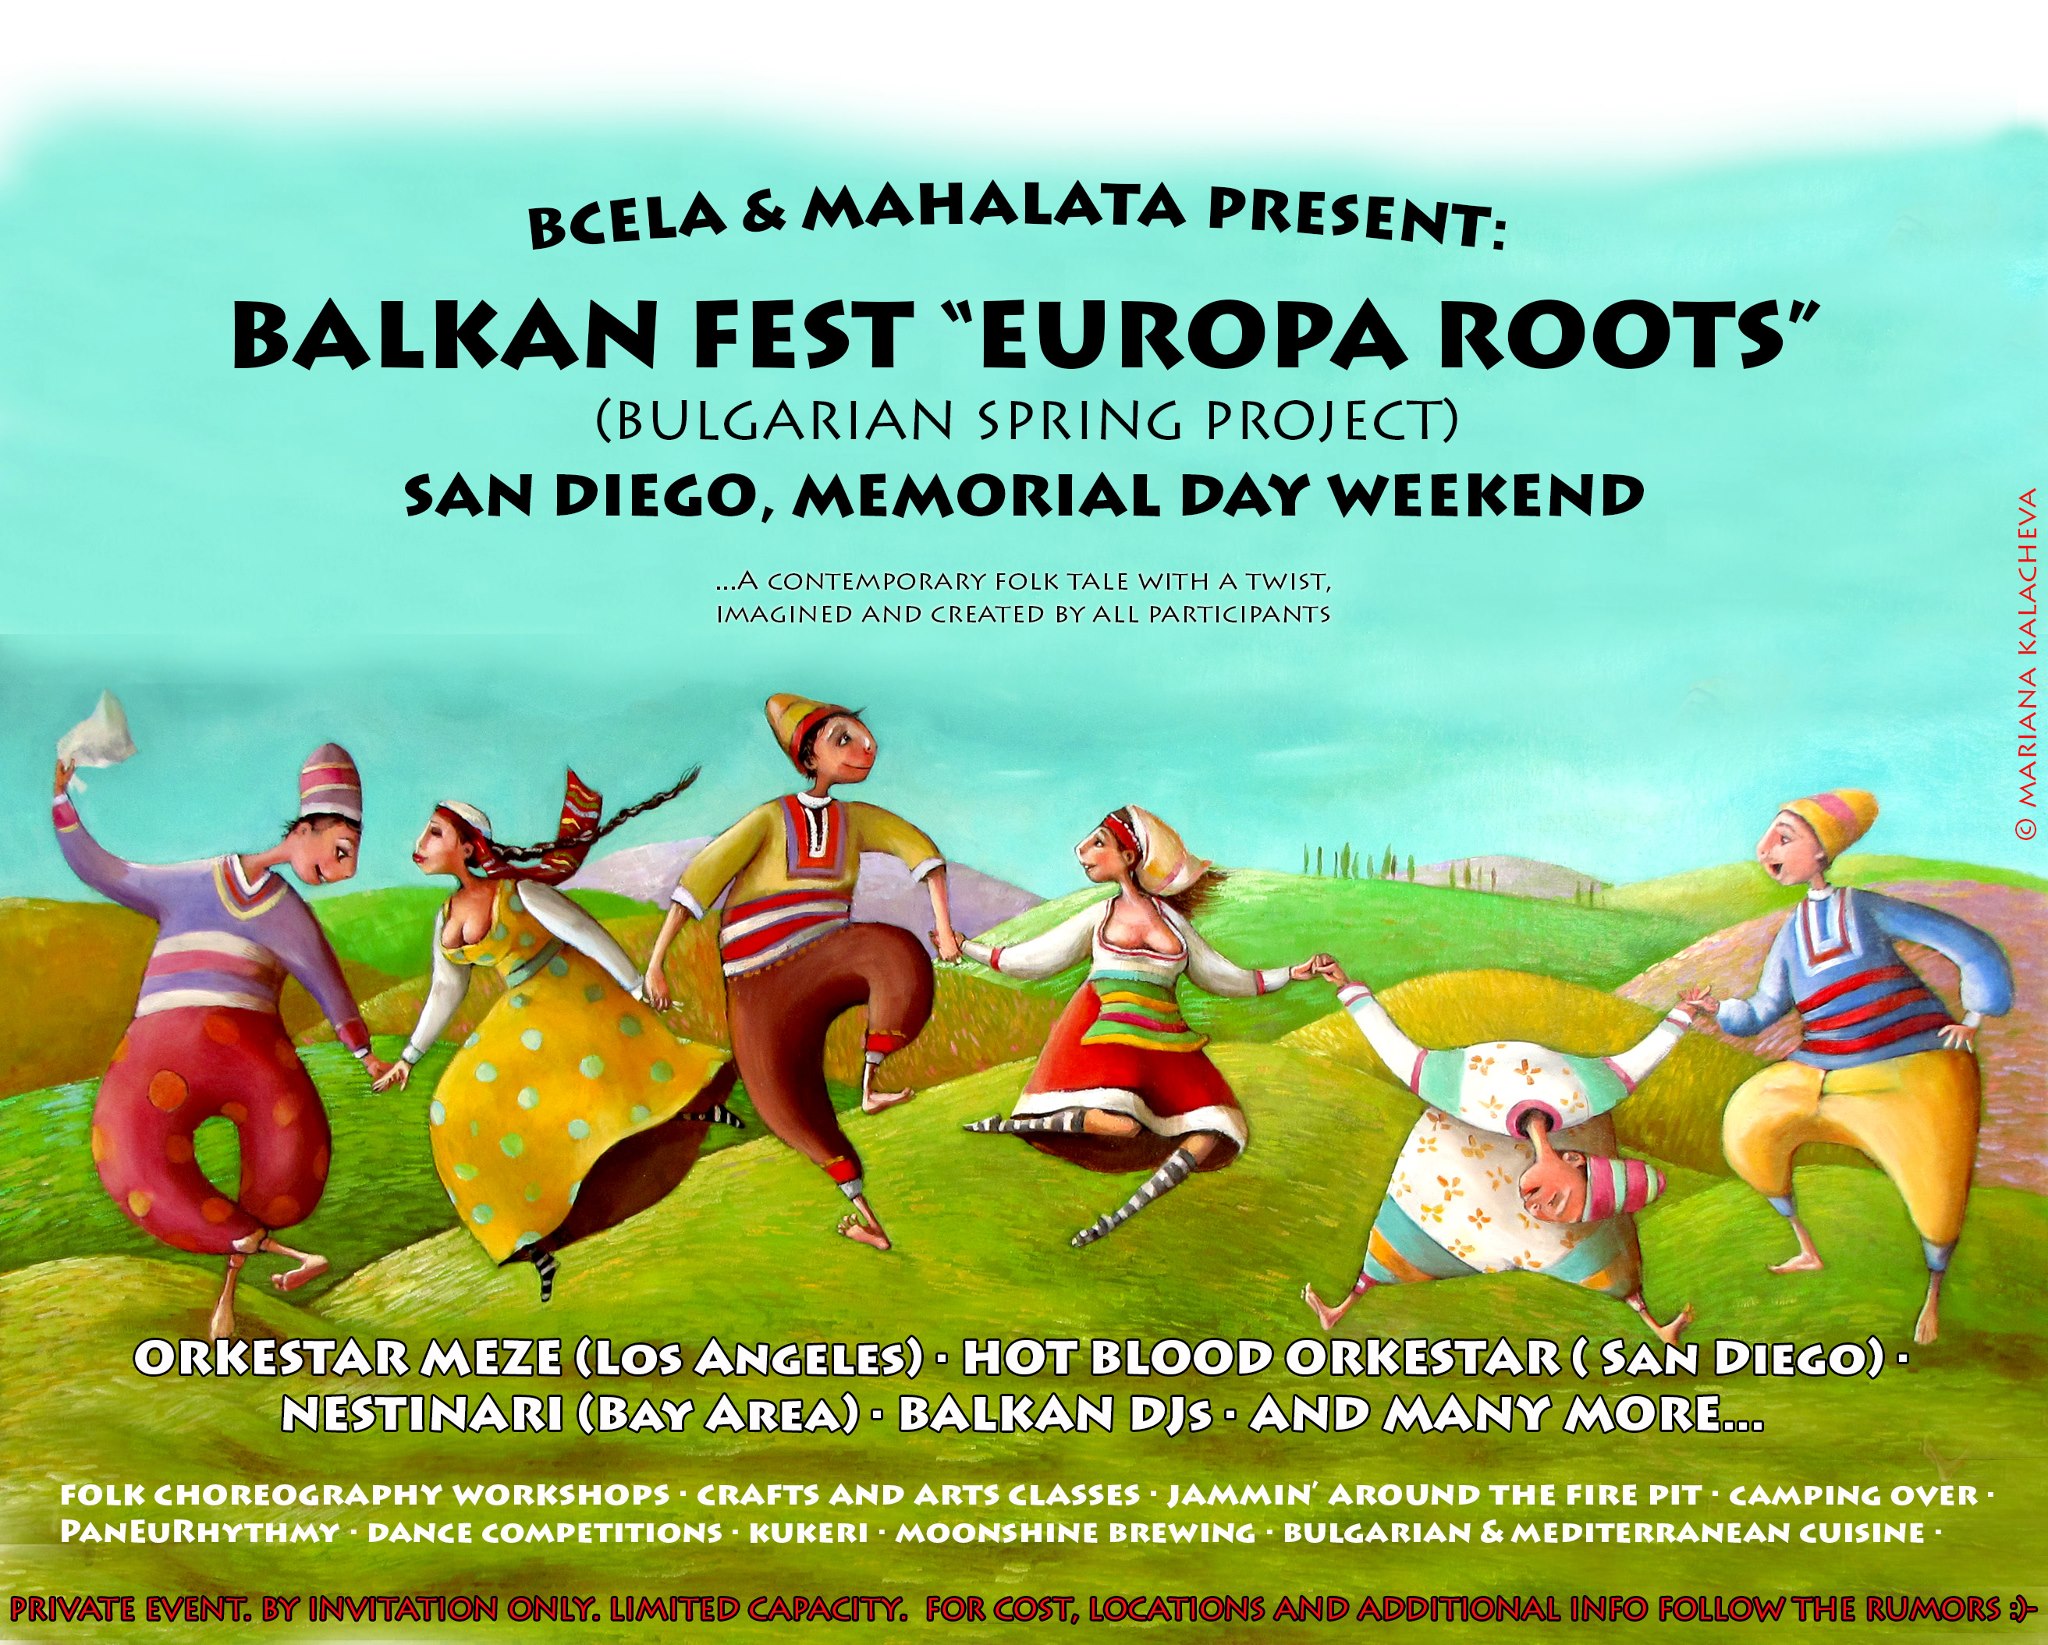 BCELA & MAHALATA PRESENT:
BALKAN FEST “EUROPA ROOTS”
(BULGARIAN SPRING PROJECT)
SAN DIEGO, MEMORIAL DAY WEEKEND
...A CONTEMPORARY FOLK TALE WITH A TWIST,
IMAGINED AND CREATED BY ALL PARTICIPANTS
© MARIANA KALACHEVA
ORKESTAR MEZE (LOS ANGELES) · HOT BLOOD ORKESTAR ( SAN DIEGO) ·
NESTINARI (BAY AREA) · BALKAN DJs · AND MANY MORE...
FOLK CHOREOGRAPHY WORKSHOPS · CRAFTS AND ARTS CLASSES · JAMMIN’ AROUND THE FIRE PIT · CAMPING OVER ·
PANEURHYTHMY · DANCE COMPETITIONS · KUKERI · MOONSHINE BREWING · BULGARIAN & MEDITERRANEAN CUISINE ·
PRIVATE EVENT. BY INVITATION ONLY. LIMITED CAPACITY. FOR COST, LOCATIONS AND ADDITIONAL INFO FOLLOW THE RUMORS :)-